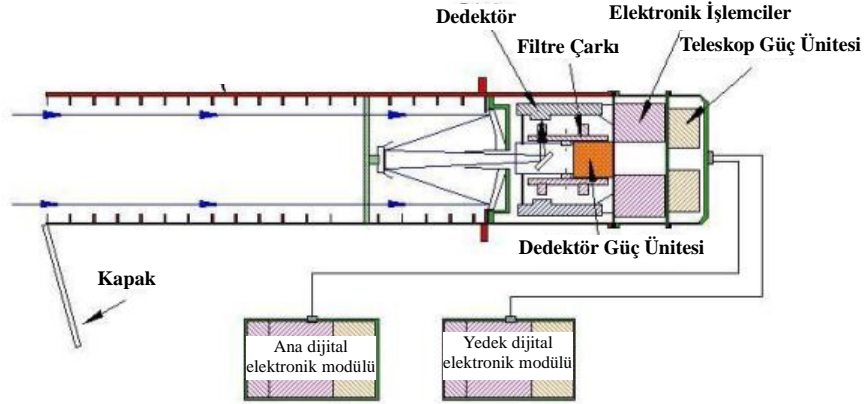 Dedektör
Elektronik İşlemciler
Filtre Çarkı
Teleskop Güç Ünitesi
Dedektör Güç Ünitesi
Kapak
Ana dijital
elektronik modülü
Yedek dijital
elektronik modülü